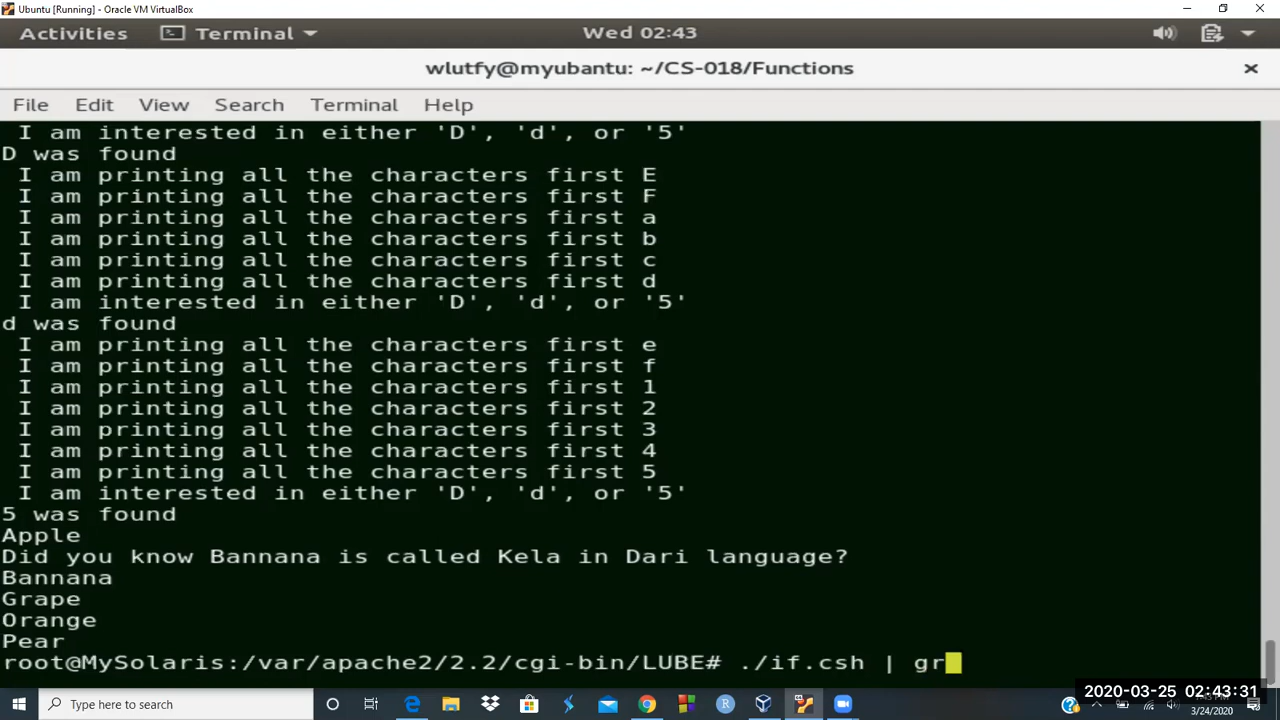 Ubuntu [Running] - Oracle VM VirtualBox
Activities Terminal Wed 02:43
wlutfy@myubantu: ~/CS-018/Functions
File Edit View Search Terminal Help
I am interested in either 'D', 'd', or '5'
D was found
I am printing all the characters first E
I am printing all the characters first F
I am printing all the characters first a
I am printing all the characters first b
I am printing all the characters first c
I am printing all the characters first d
I am interested in either 'D', 'd', or '5'
d was found
I am printing all the characters first e
I am printing all the characters first f
I am printing all the characters first 1
I am printing all the characters first 2
I am printing all the characters first 3
I am printing all the characters first 4
I am printing all the characters first 5
I am interested in either 'D', 'd', or '5'
5 was found
Apple
Did you know Bannana is called Kela in Dari language?
Bannana
Grape
Orange
Pear
root@MySolaris:/var/apache2/2.2/cgi-bin/LUBE# ./if.csh | gr
Type here to search
2020-03-25 02:43:31
3/24/2020